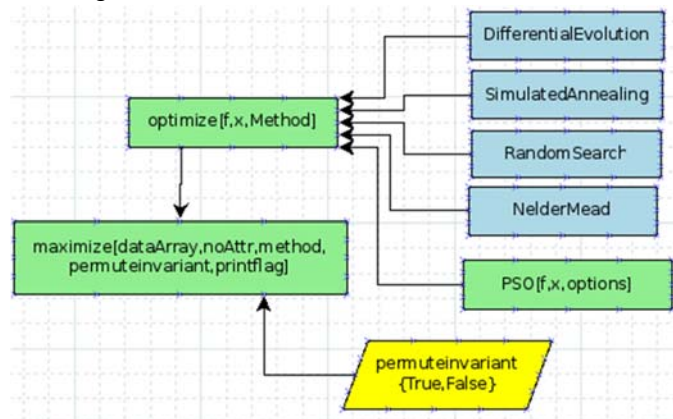 DifferentialEvolution
SimulatedAnnealing
optimize[f,x,Method]
RandomSearch
NelderMead
maximize[dataArray,noAttr,method,
permuteinvariant,printflag]
PSO[f,x,options]
permuteinvariant
{True,False}